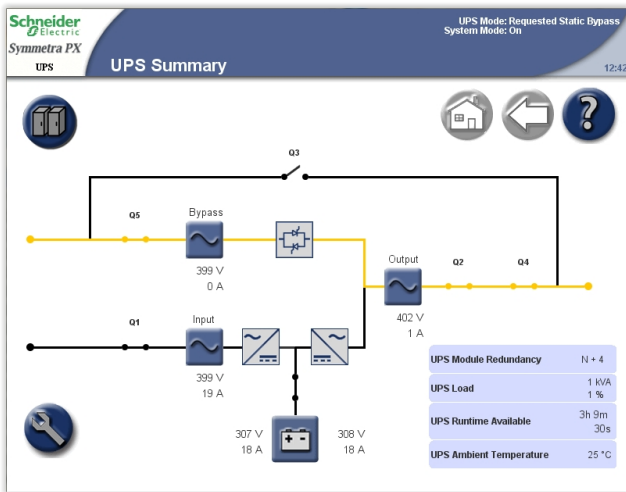 Schneider
Electric
Symmetra PX
UPS
UPS Summary
UPS Mode: Requested Static Bypass
System Mode: On
12:42
?
Q3
Q5
Bypass
399 V
0 A
Output
Q2
Q4
402 V
1 A
Q1
Input
399 V
19 A
307 V
18 A
308 V
18 A
UPS Module Redundancy N + 4
UPS Load 1 kVA
1 %
UPS Runtime Available 3h 9m
30s
UPS Ambient Temperature 25 °C